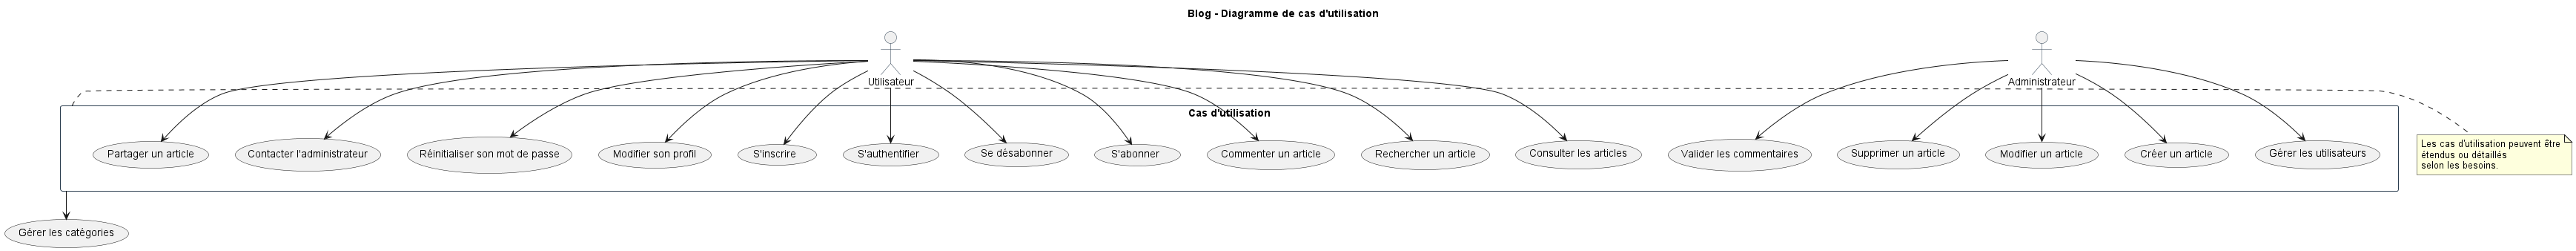 Blog - Diagramme de cas d'utilisation
Utilisateur
Administrateur
Cas d'utilisation
Partager un article
Contacter l'administrateur
Réinitialiser son mot de passe
Modifier son profil
S'inscrire
S'authentifier
Se désabonner
S'abonner
Commenter un article
Rechercher un article
Consulter les articles
Valider les commentaires
Supprimer un article
Modifier un article
Créer un article
Gérer les utilisateurs
Les cas d'utilisation peuvent être
étendus ou détaillés
selon les besoins.
Gérer les catégories